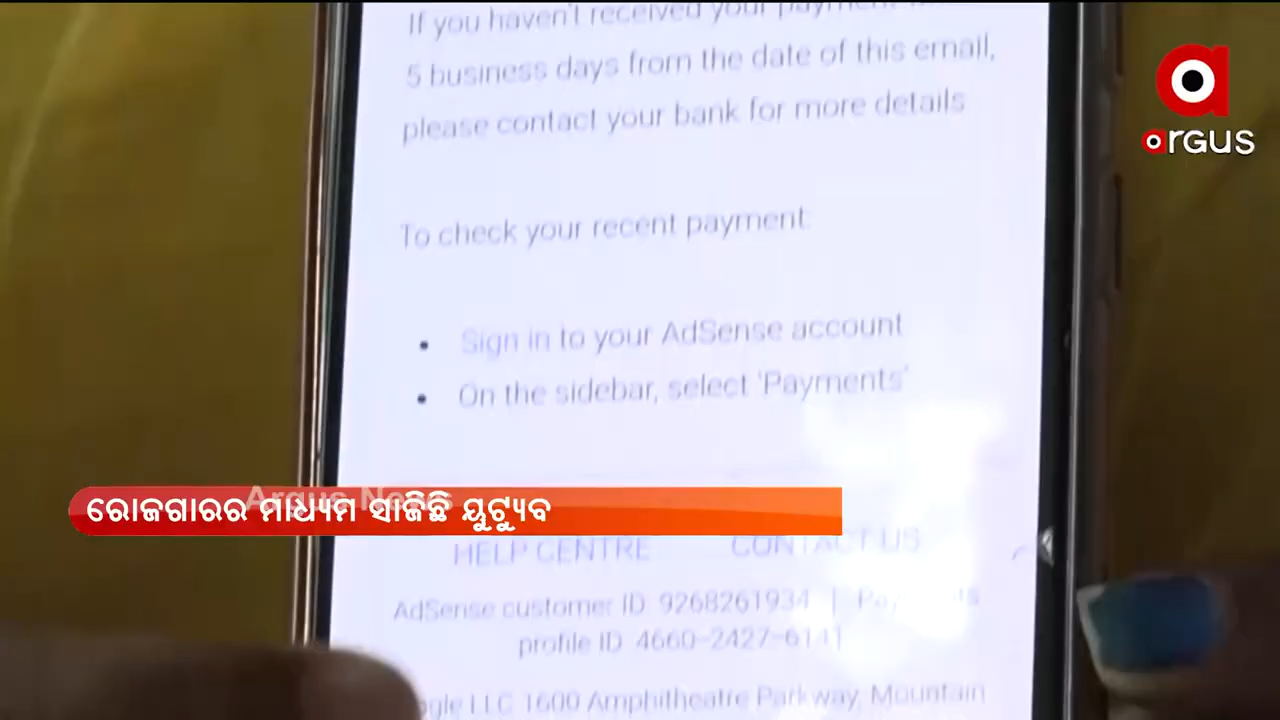 If you haven't received your payment
5 business days from the date of this email,
please contact your bank for more details
argus
To check your recent payment:
• Sign in to your AdSense account
• On the sidebar, select 'Payments'
Argus News
ରୋଜଗାରର ମାଧ୍ୟମ ସାଜିଛି ୟୁଟ୍ୟୁବ
HELP CENTRE CONTACT US
AdSense customer ID: 9268261934 | Payments
profile ID: 4660-2427-6141
LLC 1600 Amphitheatre Parkway, Mountain